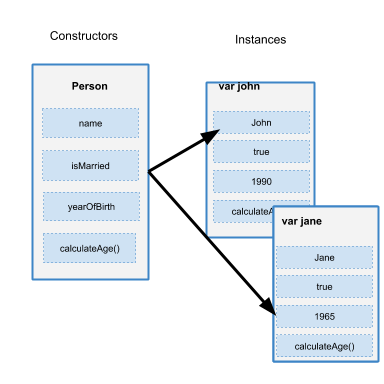 Constructors
Instances
Person
name
isMarried
yearOfBirth
calculateAge()
var john
John
true
1990
calculateA
var jane
Jane
true
1965
calculateAge()